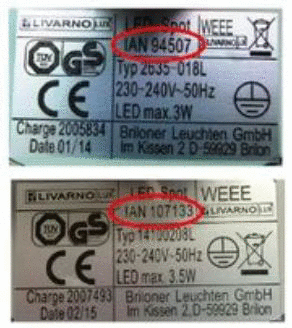 LIVARNO LUX
LED-Spot
WEEE
IAN 94507
LIVARNO LUX
TÜV
GS
Typ 2635-018L
CE
230-240V~50Hz
LED max.3W
Charge 2005834
Briloner Leuchten GmbH
Date 01/14
Im Kissen 2 D-59929 Brilon
LIVARNO LUX
LED-Spot
WEEE
IAN 107133
LIVARNO LUX
TÜV
GS
Typ 14100208L
CE
230-240V~50Hz
LED max. 3.5W
Charge 2007493
Briloner Leuchten GmbH
Date 02/15
Im Kissen 2 D-59929 Brilon